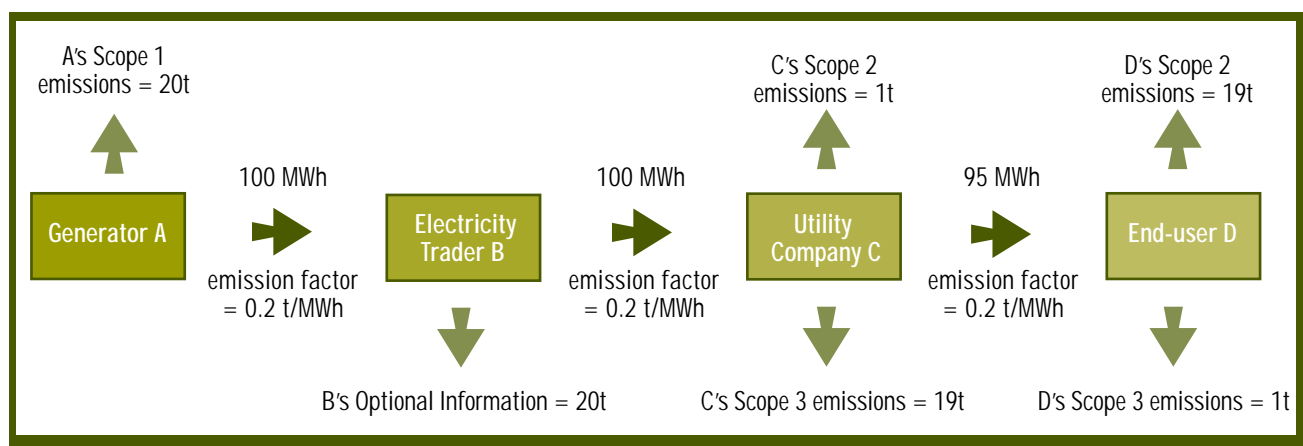 A's Scope 1
emissions = 20t
C's Scope 2
emissions = 1t
D's Scope 2
emissions = 19t
100 MWh
100 MWh
95 MWh
Generator A
Electricity
Trader B
Utility
Company C
End-user D
emission factor
= 0.2 t/MWh
emission factor
= 0.2 t/MWh
emission factor
= 0.2 t/MWh
B's Optional Information = 20t
C's Scope 3 emissions = 19t
D's Scope 3 emissions = 1t